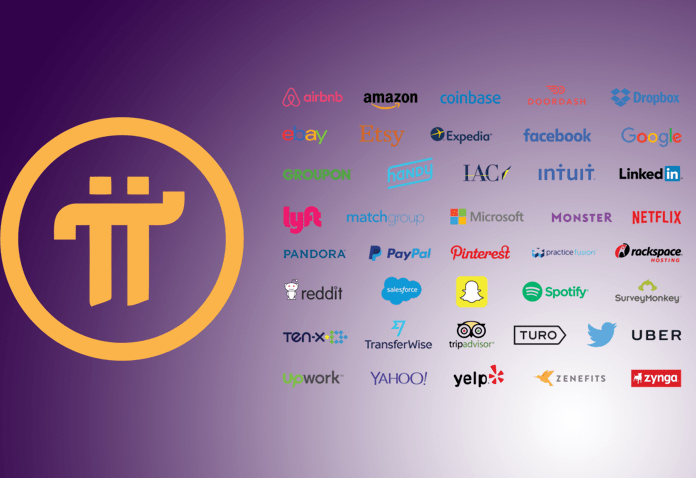 airbnb amazon coinbase DOORDASH Dropbox
ebay Etsy Expedia facebook Google
GROUPON handy IAC intuit LinkedIn
lyft matchgroup Microsoft MONSTER NETFLIX
PANDORA PayPal Pinterest practice fusion rackspace
HOSTING
reddit salesforce Spotify SurveyMonkey
TEN-X TransferWise tripadvisor TURO UBER
upwork YAHOO! yelp ZENEFITS zynga